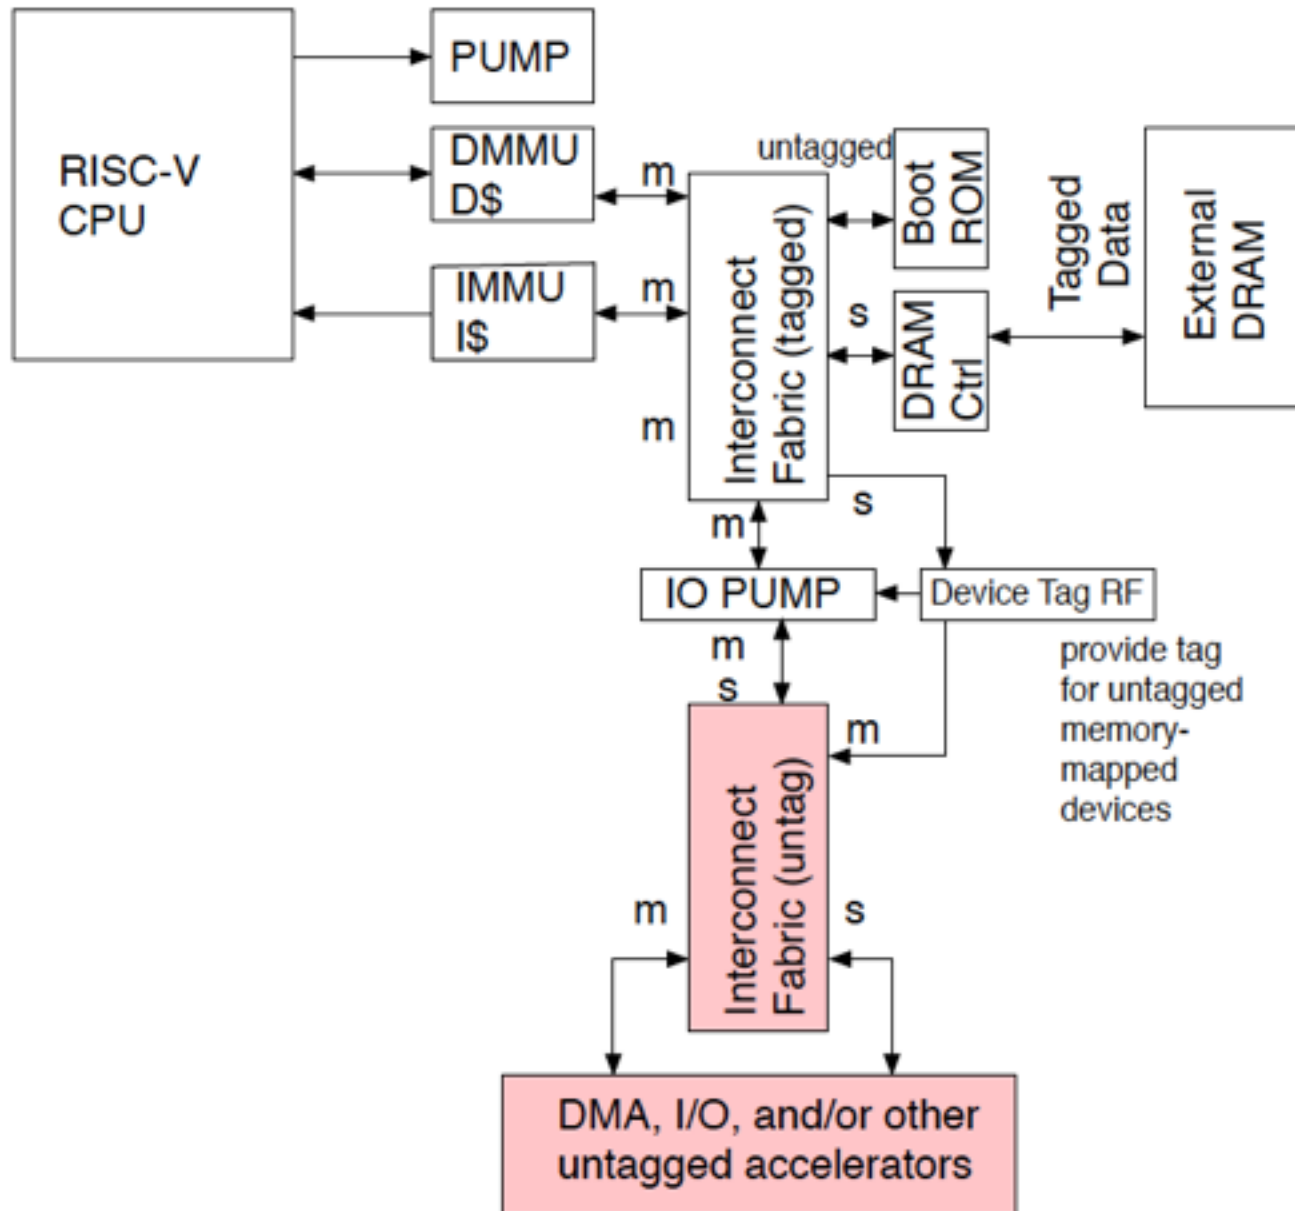 PUMP
RISC-V
CPU
DMMU
D$
IMMU
I$
m
m
m
untagged
Interconnect
Fabric (tagged)
Boot
ROM
s
DRAM
Ctrl
Tagged
Data
External
DRAM
s
m
IO PUMP
Device Tag RF
m
s
provide tag
for untagged
memory-
mapped
devices
m
Interconnect
Fabric (untag)
m
s
DMA, I/O, and/or other
untagged accelerators